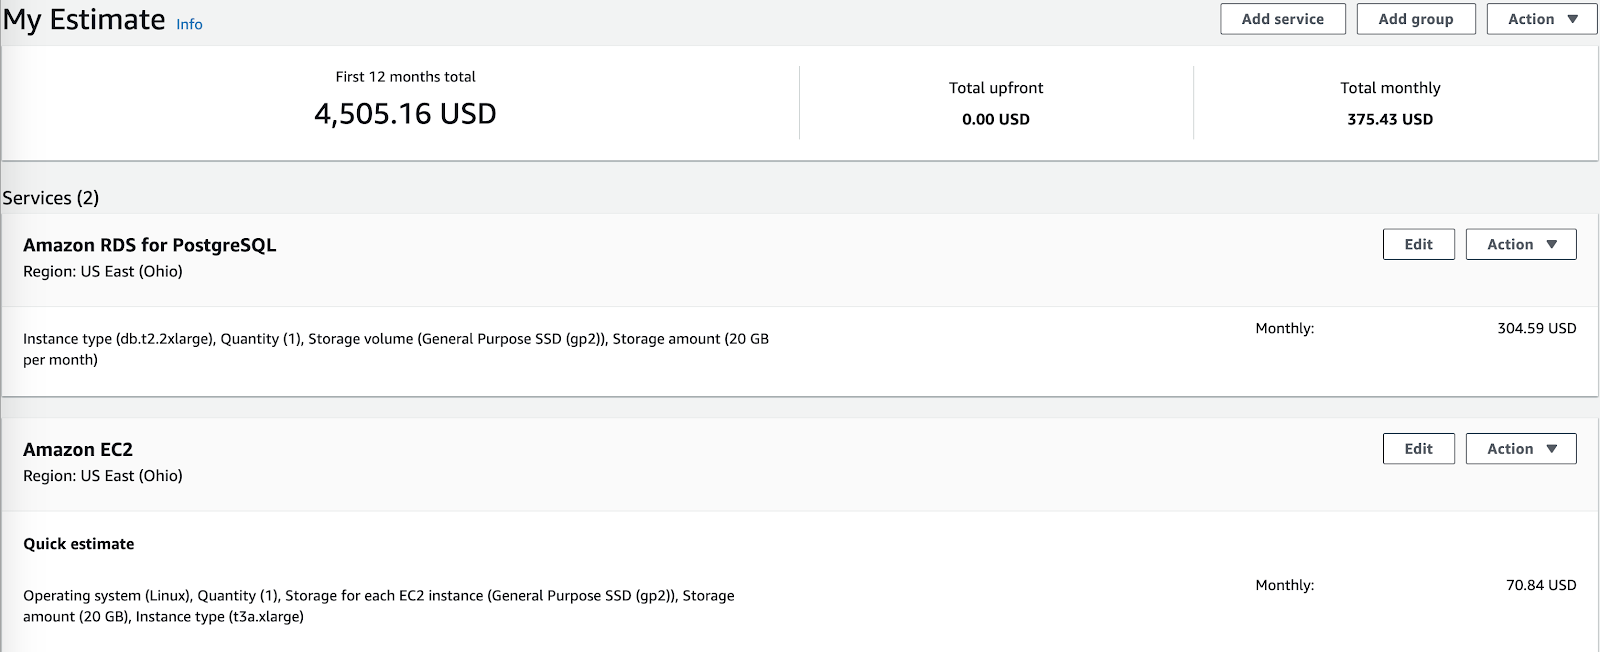 My Estimate Info
Add service
Add group
Action
First 12 months total
4,505.16 USD
Total upfront
0.00 USD
Total monthly
375.43 USD
Services (2)
Amazon RDS for PostgreSQL
Region: US East (Ohio)
Edit
Action
Instance type (db.t2.2xlarge), Quantity (1), Storage volume (General Purpose SSD (gp2)), Storage amount (20 GB
per month)
Monthly:
304.59 USD
Amazon EC2
Region: US East (Ohio)
Edit
Action
Quick estimate
Operating system (Linux), Quantity (1), Storage for each EC2 instance (General Purpose SSD (gp2)), Storage
amount (20 GB), Instance type (t3a.xlarge)
Monthly:
70.84 USD